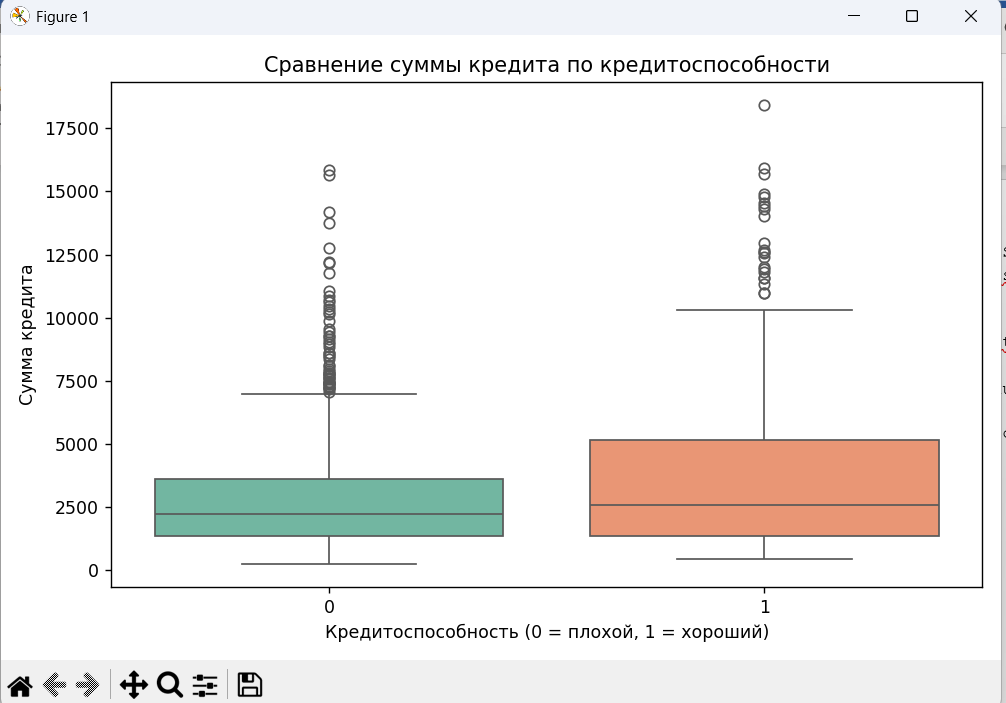 Figure 1
Сравнение суммы кредита по кредитоспособности
17500
15000
12500
10000
7500
5000
2500
0
Сумма кредита
0 1
Кредитоспособность (0 = плохой, 1 = хороший)